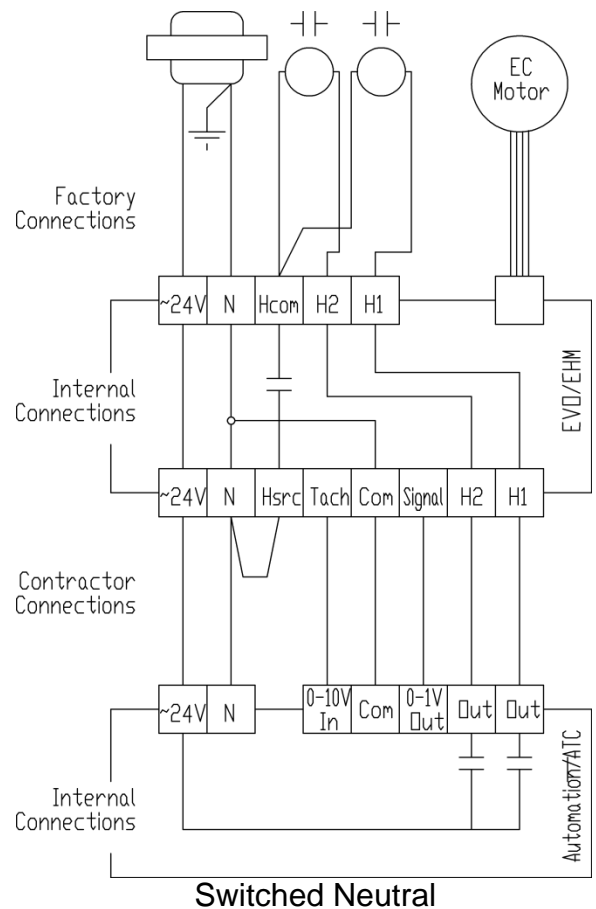 EC
Motor
Factory
Connections
~24V N Hcom H2 H1
EVO/EHM
Internal
Connections
~24V N Hsrc Tach Com Signal H2 H1
Contractor
Connections
~24V N 0-10V In Com 0-1V Out Out Out
Automation/ATC
Internal
Connections
Switched Neutral